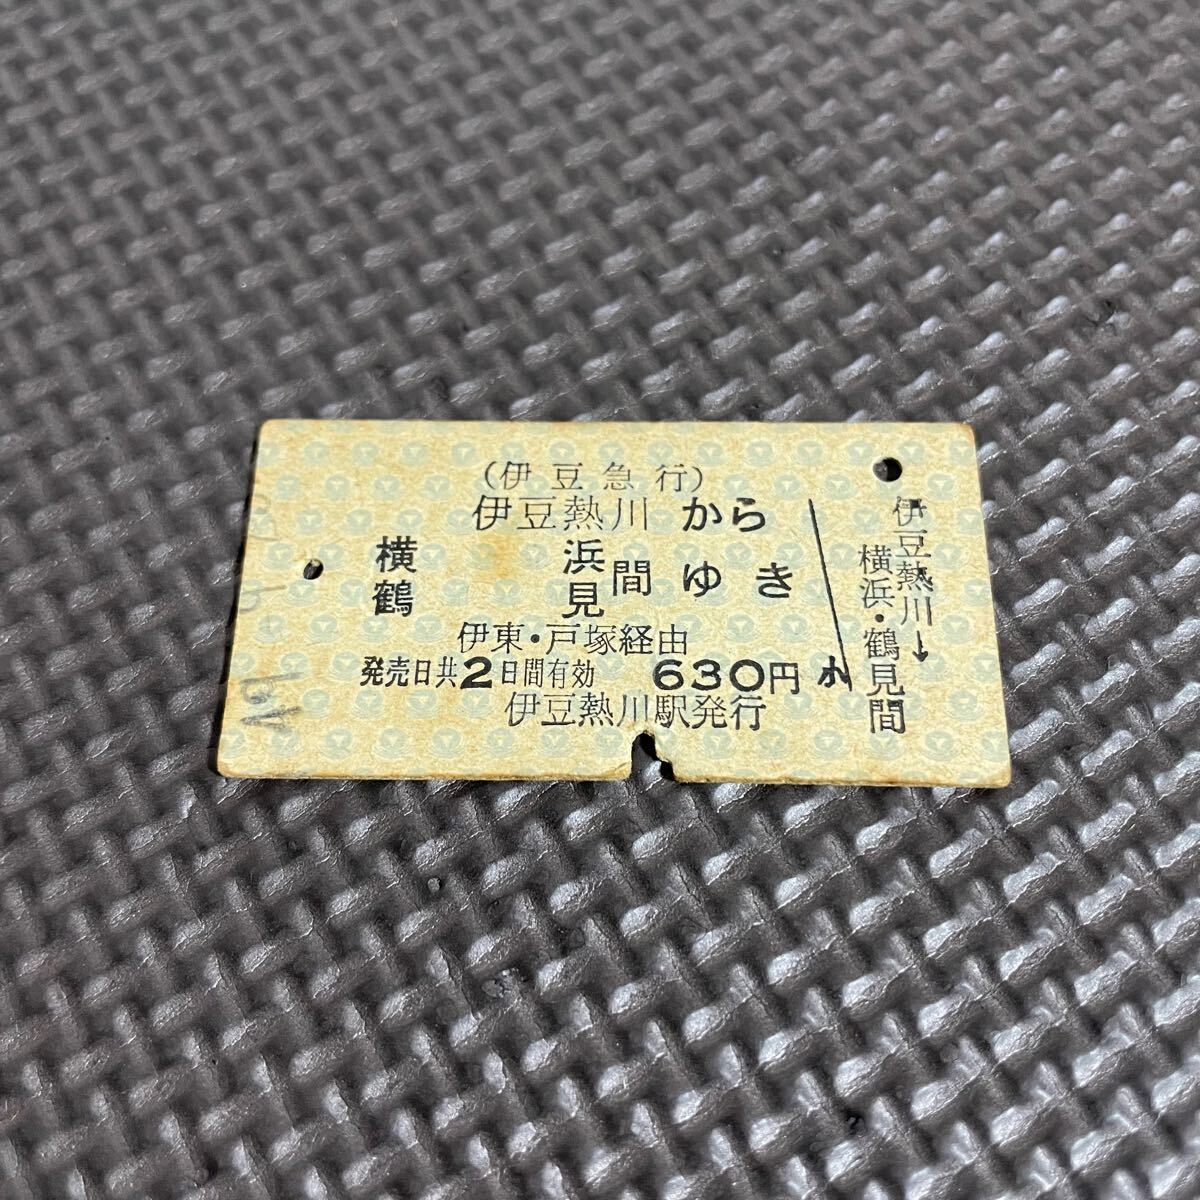 (伊豆急行)
伊豆熱川から
横浜
鶴見
間ゆき
伊東・戸塚経由
発売日共2日間有効 630円
伊豆熱川駅発行
小
伊豆熱川→
横浜・鶴見間